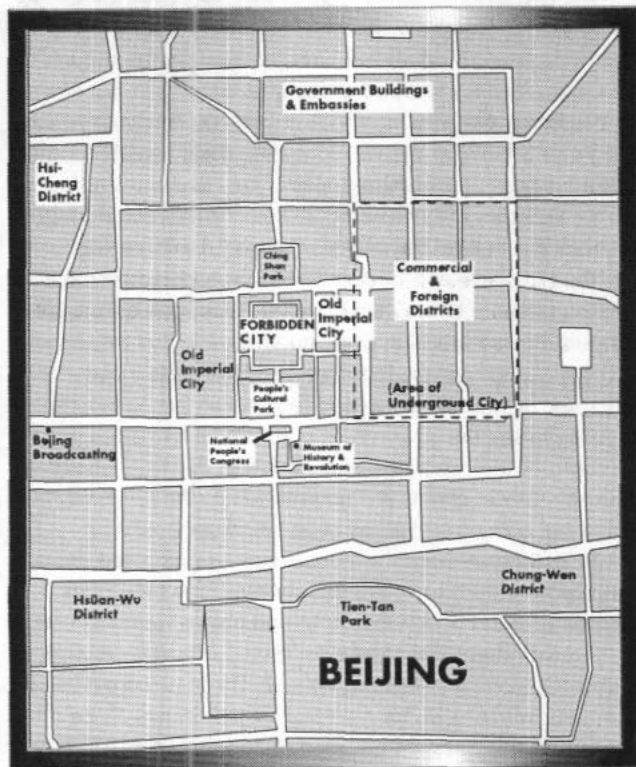 Government Buildings
& Embassies
Hsi-
Cheng
District
Ching
Shan
Park
Commercial
&
Foreign
Districts
FORBIDDEN
CITY
Old
Imperial
City
Old
Imperial
City
People's
Cultural
Park
(Area of
Underground City)
Bejing
Broadcasting
National
People's
Congress
Museum of
History &
Revolution
Chung-Wen
District
Hsüan-Wu
District
Tien-Tan
Park
BEIJING